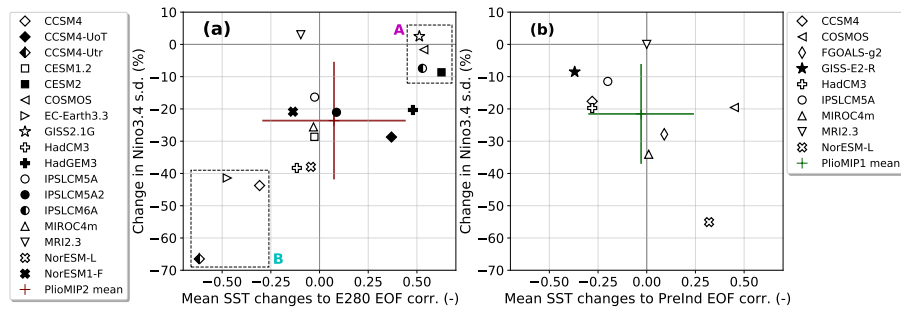 CCSM4
CCSM4-UoT
CCSM4-Utr
CESM1.2
CESM2
COSMOS
EC-Earth3.3
GISS2.1G
HadCM3
HadGEM3
IPSLCM5A
IPSLCM5A2
IPSLCM6A
MIROC4m
MRI2.3
NorESM-L
NorESM1-F
PlioMIP2 mean
Change in Nino3.4 s.d. (%)
10
0
−10
−20
−30
−40
−50
−60
−70
(a)
A
B
−0.50 −0.25 0.00 0.25 0.50
Mean SST changes to E280 EOF corr. (-)
Change in Nino3.4 s.d. (%)
10
0
−10
−20
−30
−40
−50
−60
−70
(b)
−0.50 −0.25 0.00 0.25 0.50
Mean SST changes to PreInd EOF corr. (-)
CCSM4
COSMOS
FGOALS-g2
GISS-E2-R
HadCM3
IPSLCM5A
MIROC4m
MRI2.3
NorESM-L
PlioMIP1 mean